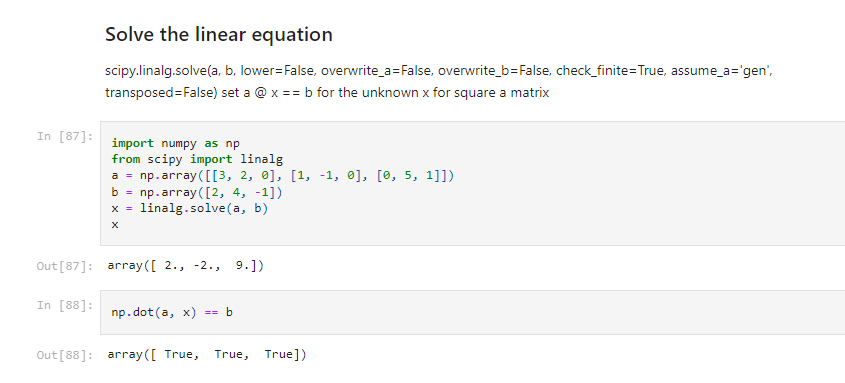 Solve the linear equation
scipy.linalg.solve(a, b, lower=False, overwrite_a=False, overwrite_b=False, check_finite=True, assume_a='gen',
transposed=False) set a @ x == b for the unknown x for square a matrix
In [87]:
import numpy as np
from scipy import linalg
a = np.array([[3, 2, 0], [1, -1, 0], [0, 5, 1]])
b = np.array([2, 4, -1])
x = linalg.solve(a, b)
x
Out[87]: array([ 2., -2.,  9.])
In [88]:
np.dot(a, x) == b
Out[88]: array([ True,  True,  True])